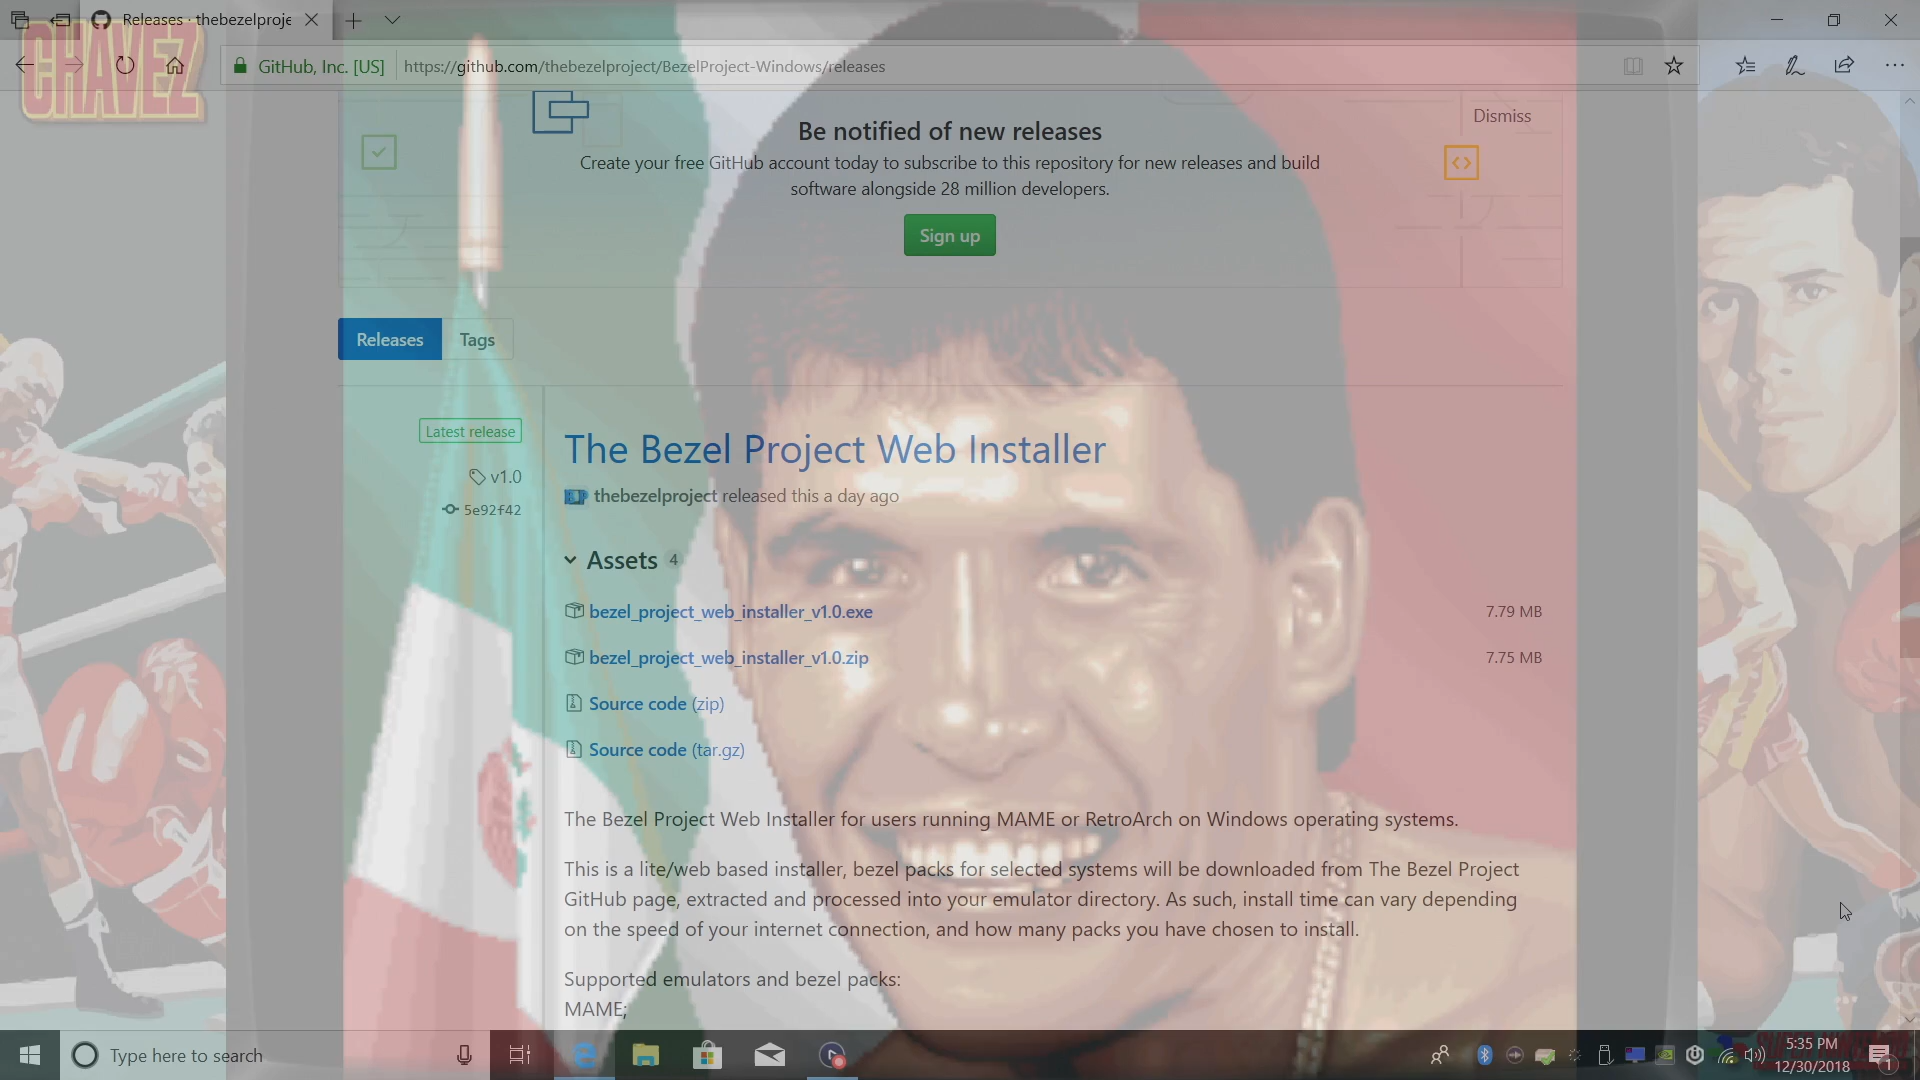 Releases · thebezelproje
CHAVEZ
GitHub, Inc. [US]
https://github.com/thebezelproject/BezelProject-Windows/releases
Be notified of new releases
Dismiss
Create your free GitHub account today to subscribe to this repository for new releases and build
software alongside 28 million developers.
Sign up
Releases
Tags
Latest release
v1.0
5e92f42
The Bezel Project Web Installer
thebezelproject released this a day ago
Assets 4
bezel_project_web_installer_v1.0.exe
7.79 MB
bezel_project_web_installer_v1.0.zip
7.75 MB
Source code (zip)
Source code (tar.gz)
The Bezel Project Web Installer for users running MAME or RetroArch on Windows operating systems.
This is a lite/web based installer, bezel packs for selected systems will be downloaded from The Bezel Project
GitHub page, extracted and processed into your emulator directory. As such, install time can vary depending
on the speed of your internet connection, and how many packs you have chosen to install.
Supported emulators and bezel packs:
MAME;
Type here to search
5:35 PM
12/30/2018
1